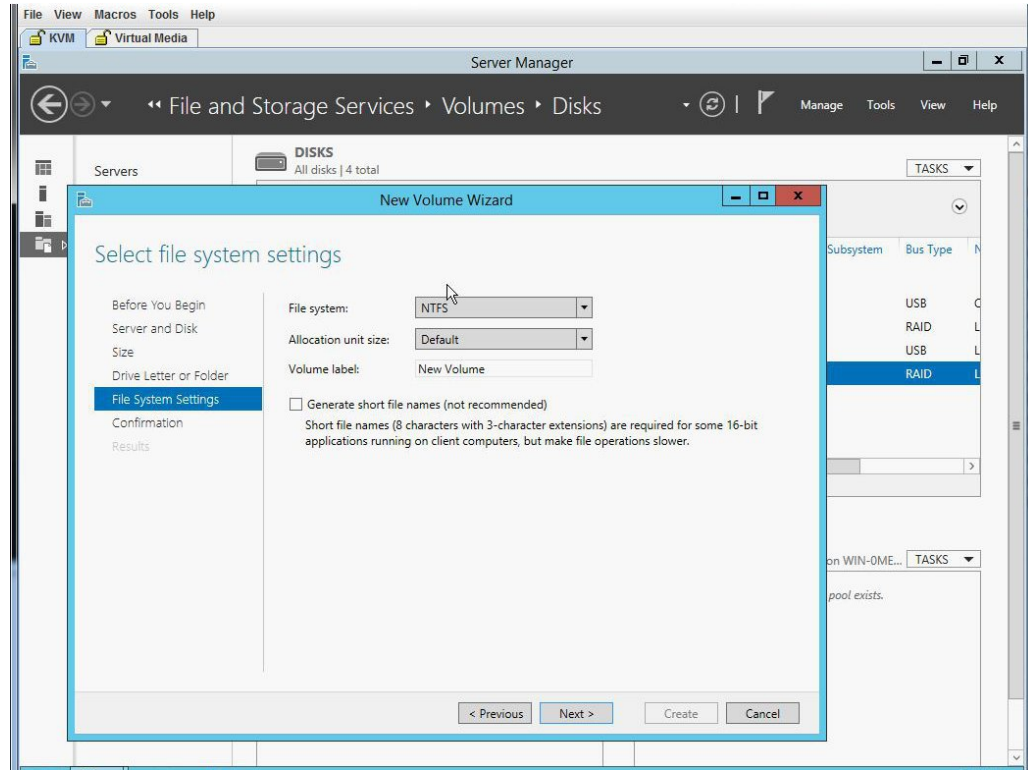 File View Macros Tools Help
KVM Virtual Media
Server Manager
File and Storage Services Volumes Disks
Manage Tools View Help
Servers
DISKS
All disks | 4 total
TASKS
New Volume Wizard
Subsystem Bus Type
Select file system settings
Before You Begin
Server and Disk
Size
Drive Letter or Folder
File System Settings
Confirmation
Results
File system: NTFS
Allocation unit size: Default
Volume label: New Volume
Generate short file names (not recommended)
Short file names (8 characters with 3-character extensions) are required for some 16-bit
applications running on client computers, but make file operations slower.
USB
RAID L
USB L
RAID L
on WIN-0ME... TASKS
pool exists.
< Previous Next > Create Cancel